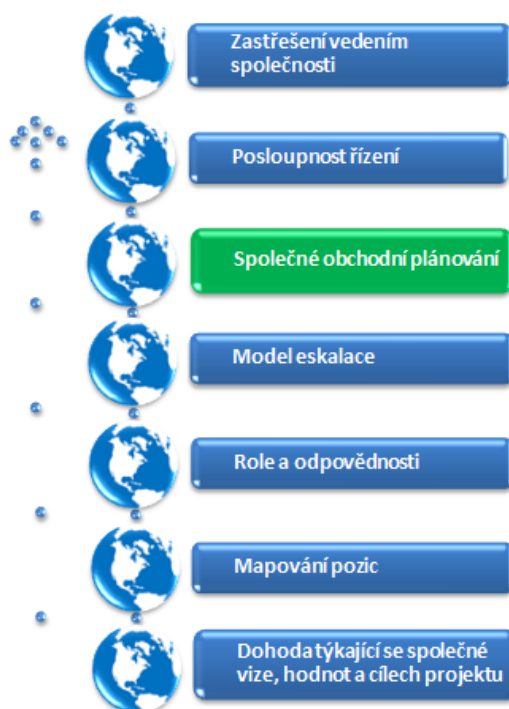 Zastřešení vedením
společnosti
Posloupnost řízení
Společné obchodní plánování
Model eskalace
Role a odpovědnosti
Mapování pozic
Dohoda týkající se společné
vize, hodnot a cílech projektu